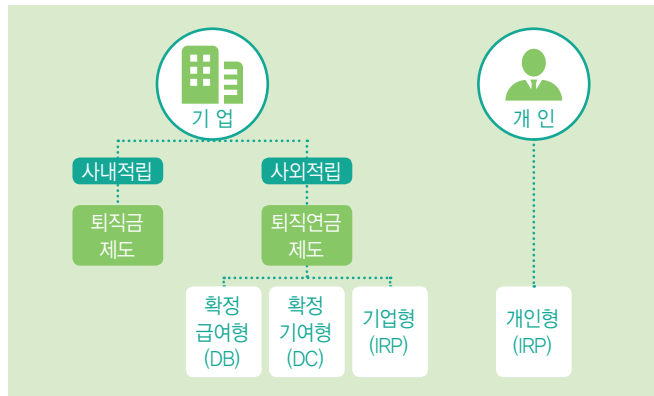 기 업
개 인
사내적립
사외적립
퇴직금
제도
퇴직연금
제도
확정
급여형
(DB)
확정
기여형
(DC)
기업형
(IRP)
개인형
(IRP)